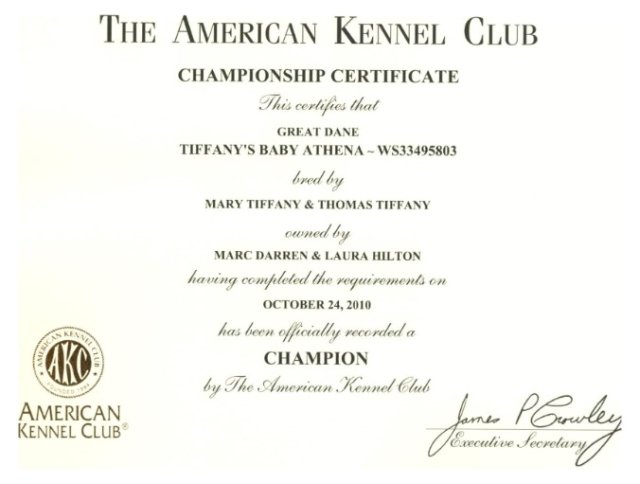 THE AMERICAN KENNEL CLUB
CHAMPIONSHIP CERTIFICATE
This certifies that
GREAT DANE
TIFFANY'S BABY ATHENA ~ WS33495803
bred by
MARY TIFFANY & THOMAS TIFFANY
owned by
MARC DARREN & LAURA HILTON
having completed the requirements on
OCTOBER 24, 2010
has been officially recorded a
CHAMPION
by The American Kennel Club
AMERICAN KENNEL CLUB
AKC
FOUNDED 1884
AMERICAN
KENNEL CLUB®
James P Crowley
Executive Secretary